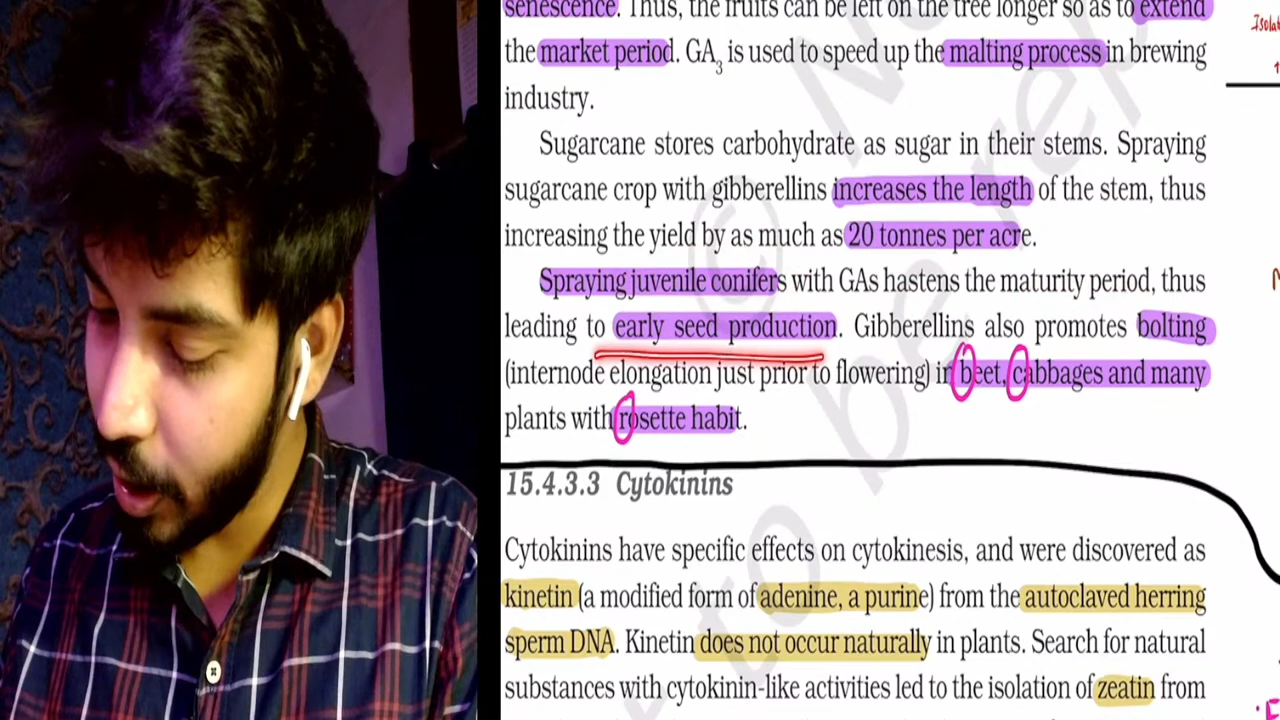 senescence. Thus, the fruits can be left on the tree longer so as to extend
the market period. GA3 is used to speed up the malting process in brewing
industry.
Sugarcane stores carbohydrate as sugar in their stems. Spraying
sugarcane crop with gibberellins increases the length of the stem, thus
increasing the yield by as much as 20 tonnes per acre.
Spraying juvenile conifers with GAs hastens the maturity period, thus
leading to early seed production. Gibberellins also promotes bolting
(internode elongation just prior to flowering) in beet, cabbages and many
plants with rosette habit.
15.4.3.3 Cytokinins
Cytokinins have specific effects on cytokinesis, and were discovered as
kinetin (a modified form of adenine, a purine) from the autoclaved herring
sperm DNA. Kinetin does not occur naturally in plants. Search for natural
substances with cytokinin-like activities led to the isolation of zeatin from